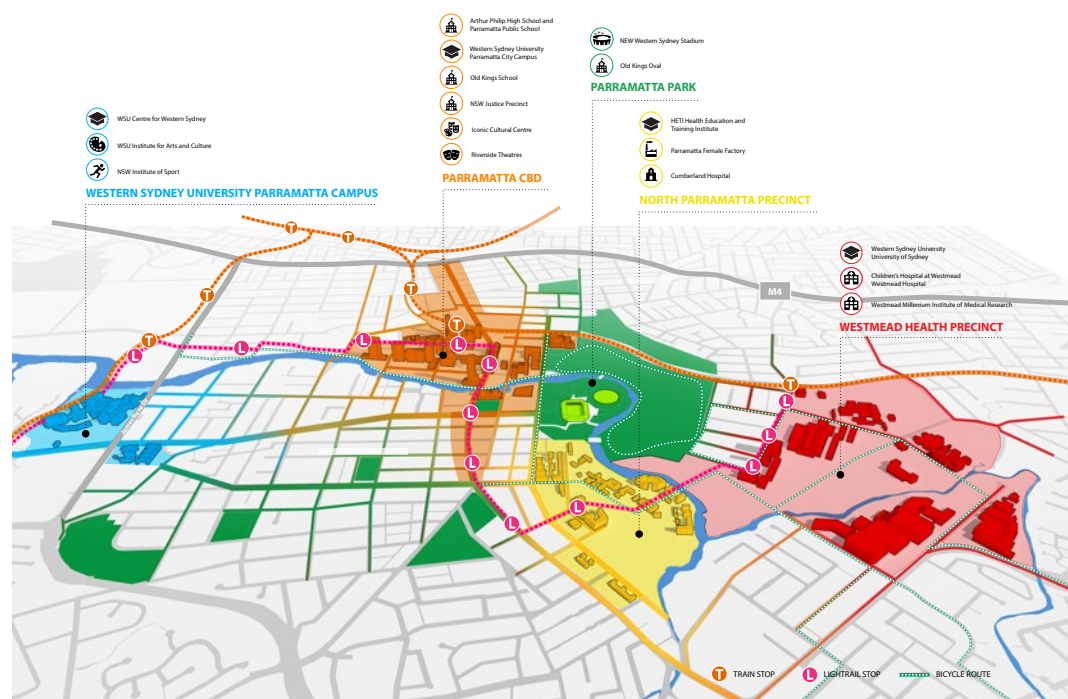 Arthur Philip High School and
Parramatta Public School
Western Sydney University
Parramatta City Campus
Old Kings School
NSW Justice Precinct
Iconic Cultural Centre
Riverside Theatres
PARRAMATTA CBD
NEW Western Sydney Stadium
Old Kings Oval
PARRAMATTA PARK
WSU Centre for Western Sydney
WSU Institute for Arts and Culture
NSW Institute of Sport
WESTERN SYDNEY UNIVERSITY PARRAMATTA CAMPUS
HETI Health Education and
Training Institute
Parramatta Female Factory
Cumberland Hospital
NORTH PARRAMATTA PRECINCT
Western Sydney University
University of Sydney
Children's Hospital at Westmead
Westmead Hospital
Westmead Millenium Institute of Medical Research
WESTMEAD HEALTH PRECINCT
M4
T
T
T
T
T
T
T
L
L
L
L
L
L
L
L
L
L
L
L
T TRAIN STOP
L LIGHTRAIL STOP
BICYCLE ROUTE